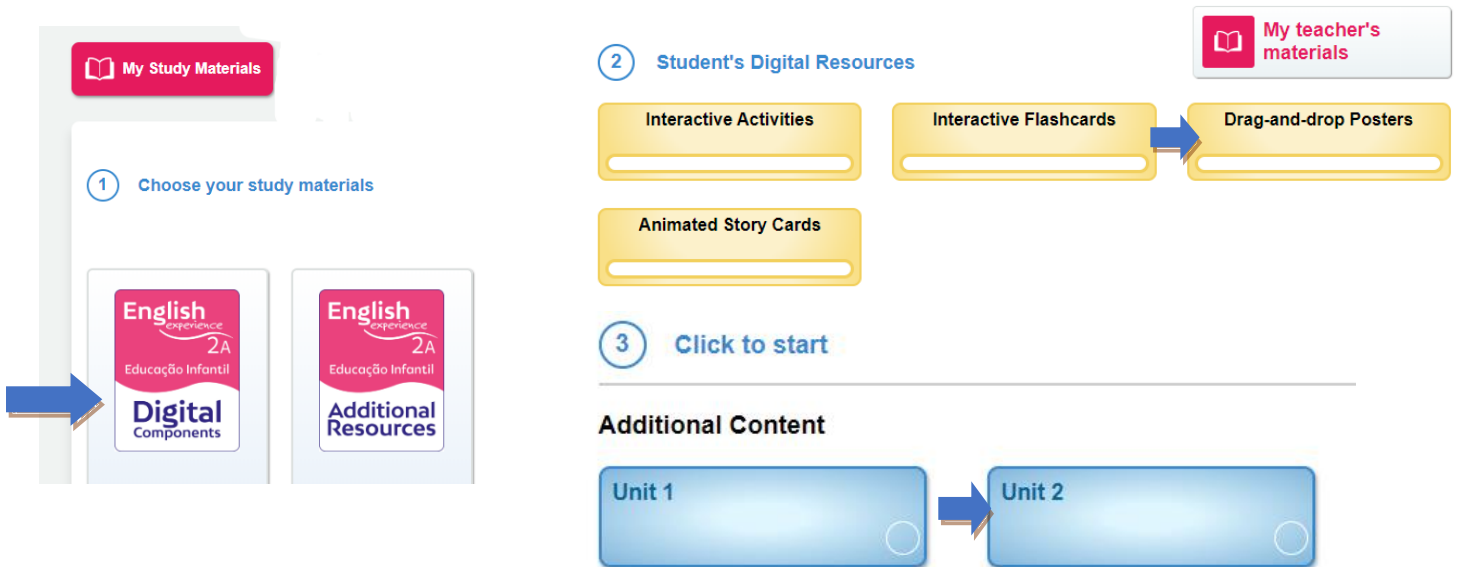 My Study Materials
1 Choose your study materials
English
experience
2A
Educação Infantil
Digital
Components
English
experience
2A
Educação Infantil
Additional
Resources
My teacher's
materials
2 Student's Digital Resources
Interactive Activities
Interactive Flashcards
Drag-and-drop Posters
Animated Story Cards
3 Click to start
Additional Content
Unit 1
Unit 2